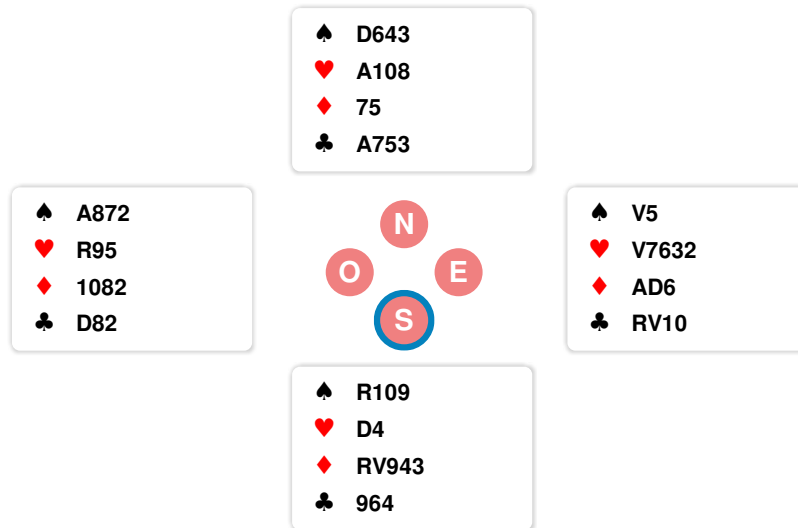 ♠ D643
♥ A108
♦ 75
♣ A753
♠ A872
♥ R95
♦ 1082
♣ D82
N
O E
S
♠ V5
♥ V7632
♦ AD6
♣ RV10
♠ R109
♥ D4
♦ RV943
♣ 964